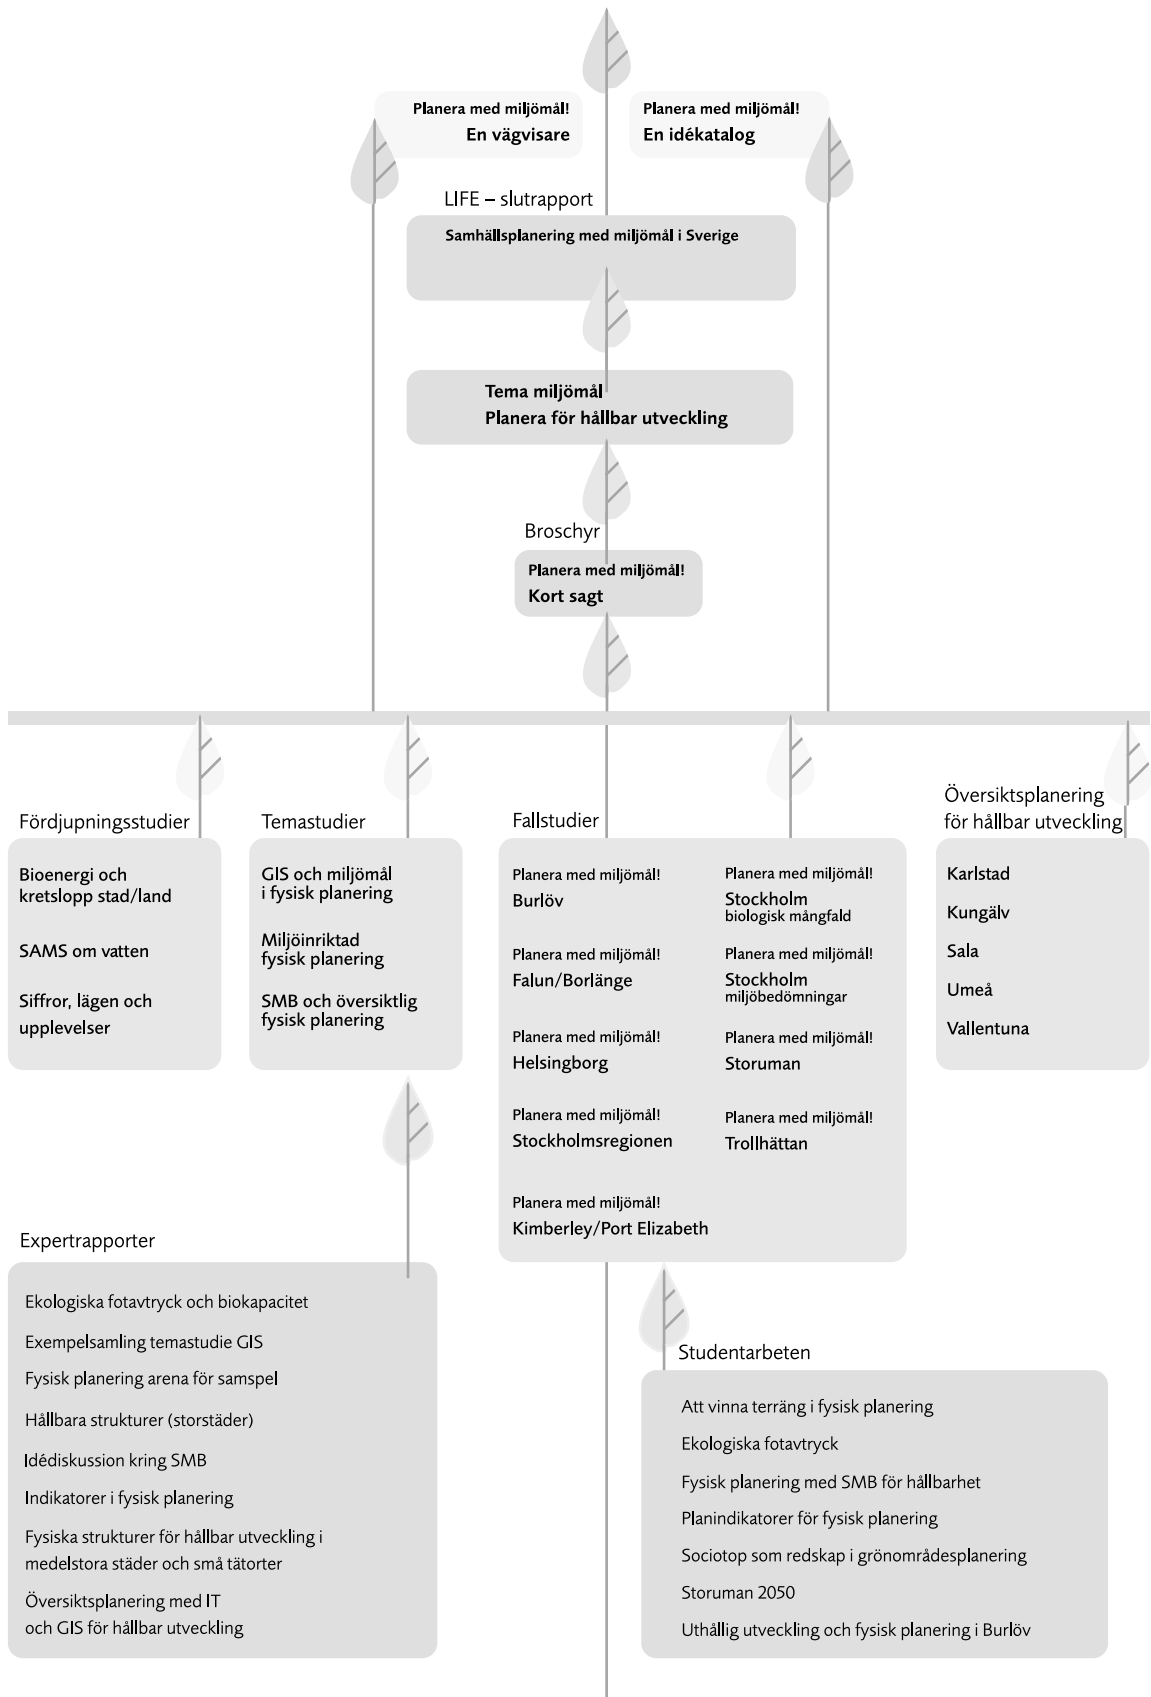 Planera med miljömål!
En vägvisare
Planera med miljömål!
En idékatalog
LIFE – slutrapport
Samhällsplanering med miljömål i Sverige
Tema miljömål
Planera för hållbar utveckling
Broschyr
Planera med miljömål!
Kort sagt
Fördjupningsstudier
Bioenergi och
kretslopp stad/land
SAMS om vatten
Siffror, lägen och
upplevelser
Temastudier
GIS och miljömål
i fysisk planering
Miljöinriktad
fysisk planering
SMB och översiktlig
fysisk planering
Fallstudier
Planera med miljömål!
Burlöv
Planera med miljömål!
Falun/Borlänge
Planera med miljömål!
Helsingborg
Planera med miljömål!
Stockholmsregionen
Planera med miljömål!
Kimberley/Port Elizabeth
Planera med miljömål!
Stockholm
biologisk mångfald
Planera med miljömål!
Stockholm
miljöbedömningar
Planera med miljömål!
Storuman
Planera med miljömål!
Trollhättan
Översiktsplanering
för hållbar utveckling
Karlstad
Kungälv
Sala
Umeå
Vallentuna
Expertrapporter
Ekologiska fotavtryck och biokapacitet
Exempelsamling temastudie GIS
Fysisk planering arena för samspel
Hållbara strukturer (storstäder)
Idédiskussion kring SMB
Indikatorer i fysisk planering
Fysiska strukturer för hållbar utveckling i
medelstora städer och små tätorter
Översiktsplanering med IT
och GIS för hållbar utveckling
Studentarbeten
Att vinna terräng i fysisk planering
Ekologiska fotavtryck
Fysisk planering med SMB för hållbarhet
Planindikatorer för fysisk planering
Sociotop som redskap i grönområdesplanering
Storuman 2050
Uthållig utveckling och fysisk planering i Burlöv